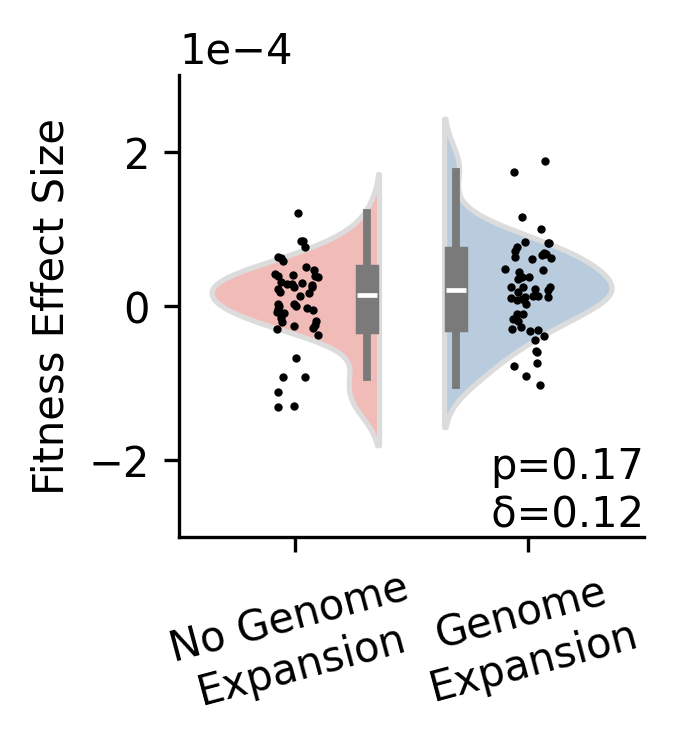 1e−4
Fitness Effect Size
2
0
−2
p=0.17
δ=0.12
No Genome
Expansion
Genome
Expansion